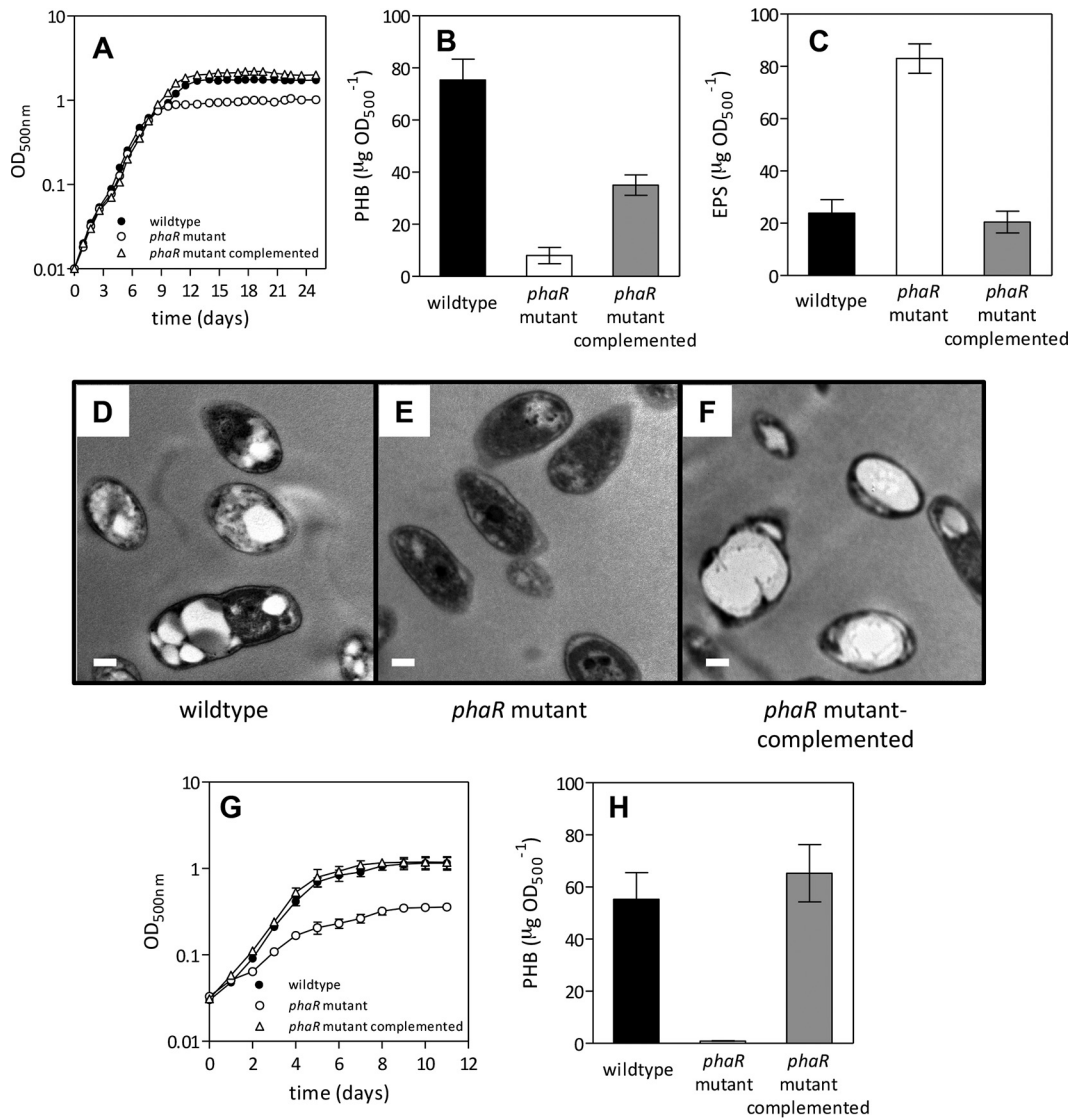 A
10
1
0.1
0.01
OD500nm
wildtype
phaR mutant
phaR mutant complemented
0 3 6 9 12 15 18 21 24
time (days)
B
100
80
60
40
20
0
PHB (µg OD500-1)
wildtype
phaR
mutant
phaR
mutant
complemented
C
100
80
60
40
20
0
EPS (µg OD500-1)
wildtype
phaR
mutant
phaR
mutant
complemented
D
E
F
wildtype
phaR mutant
phaR mutant-
complemented
G
10
1
0.1
0.01
OD500nm
wildtype
phaR mutant
phaR mutant complemented
0 2 4 6 8 10 12
time (days)
H
100
80
60
40
20
0
PHB (µg OD500-1)
wildtype
phaR
mutant
phaR
mutant
complemented